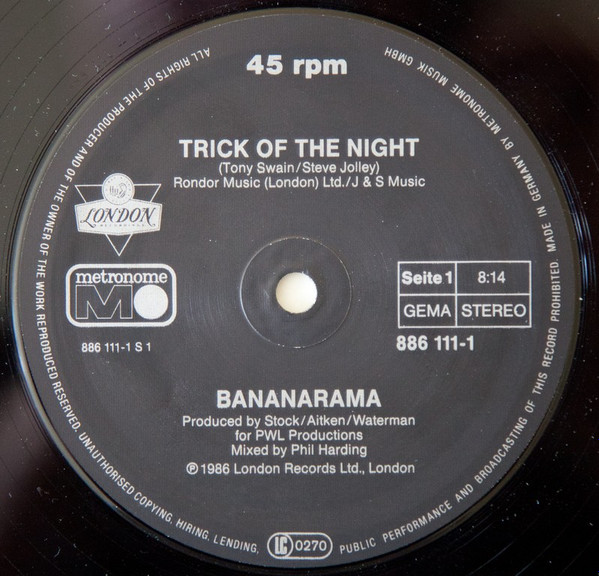 45 rpm
TRICK OF THE NIGHT
(Tony Swain/Steve Jolley)
Rondor Music (London) Ltd./J & S Music
LONDON
RECORDINGS
metronome
MO
886 111-1 S 1
Seite 1
8:14
GEMA
STEREO
886 111-1
BANANARAMA
Produced by Stock/Aitken/Waterman
for PWL Productions
Mixed by Phil Harding
℗ 1986 London Records Ltd., London
ALL RIGHTS OF THE PRODUCER AND OF THE OWNER OF THE WORK REPRODUCED RESERVED. UNAUTHORISED COPYING, HIRING, LENDING, PUBLIC PERFORMANCE AND BROADCASTING OF THIS RECORD PROHIBITED. MADE IN GERMANY BY METRONOME MUSIK GMBH
LC 0270